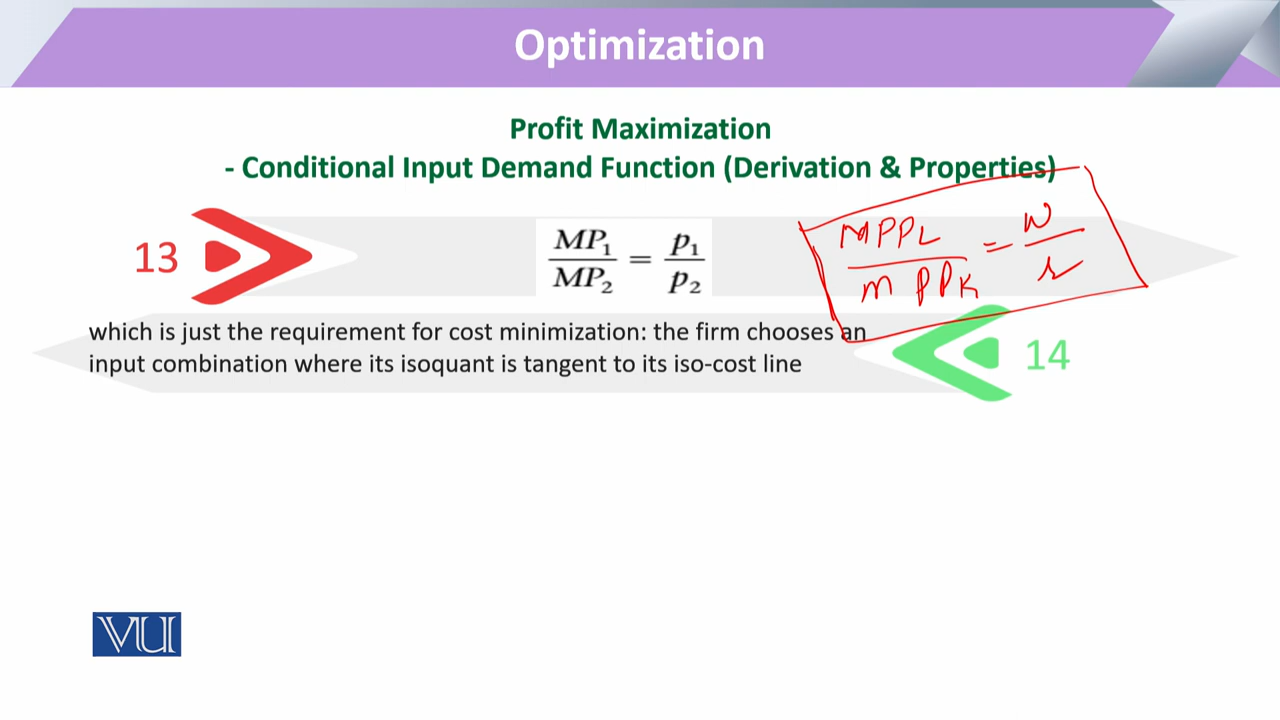 Optimization
Profit Maximization
- Conditional Input Demand Function (Derivation & Properties)
13
MP₁/MP₂ = p₁/p₂
MPPL/mPPK = w/r
which is just the requirement for cost minimization: the firm chooses an
input combination where its isoquant is tangent to its iso-cost line
14
VU